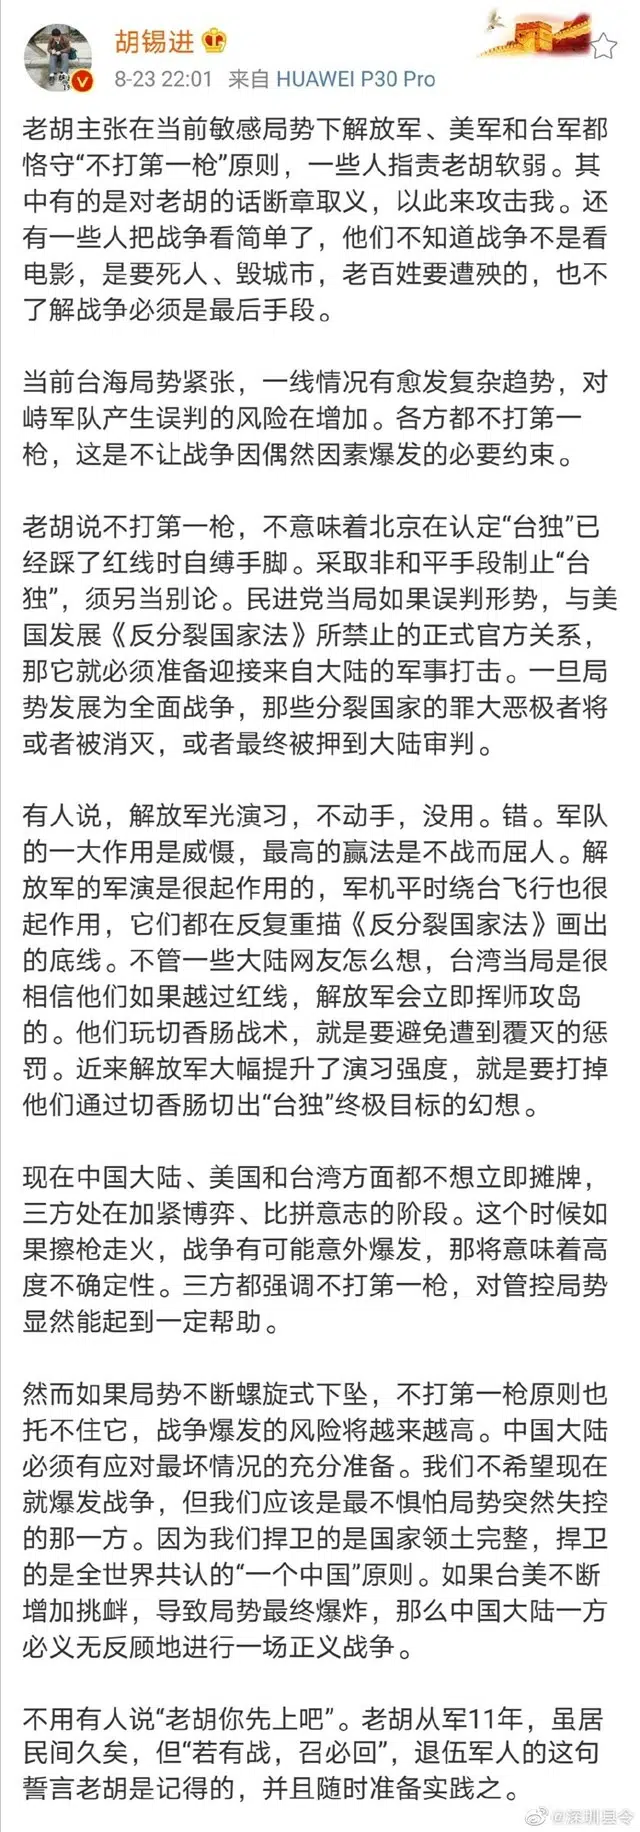 胡锡进
8-23 22:01 来自 HUAWEI P30 Pro
老胡主张在当前敏感局势下解放军、美军和台军都
恪守“不打第一枪”原则，一些人指责老胡软弱。其
中有的是对老胡的话断章取义，以此来攻击我。还
有一些人把战争看简单了，他们不知道战争不是看
电影，是要死人、毁城市，老百姓要遭殃的，也不
了解战争必须是最后手段。
当前台海局势紧张，一线情况有愈发复杂趋势，对
峙军队产生误判的风险在增加。各方都不打第一
枪，这是不让战争因偶然因素爆发的必要约束。
老胡说不打第一枪，不意味着北京在认定“台独”已
经踩了红线时自缚手脚。采取非和平手段制止“台
独”，须另当别论。民进党当局如果误判形势，与美
国发展《反分裂国家法》所禁止的正式官方关系，
那它就必须准备迎接来自大陆的军事打击。一旦局
势发展为全面战争，那些分裂国家的罪大恶极者将
或者被消灭，或者最终被押到大陆审判。
有人说，解放军光演习，不动手，没用。错。军队
的一大作用是威慑，最高的赢法是不战而屈人。解
放军的军演是很起作用的，军机平时绕台飞行也很
起作用，它们都在反复重描《反分裂国家法》画出
的底线。不管一些大陆网友怎么想，台湾当局是很
相信他们如果越过红线，解放军会立即挥师攻岛
的。他们玩切香肠战术，就是要避免遭到覆灭的惩
罚。近来解放军大幅提升了演习强度，就是要打掉
他们通过切香肠切出“台独”终极目标的幻想。
现在中国大陆、美国和台湾方面都不想立即摊牌，
三方处在加紧博弈、比拼意志的阶段。这个时候如
果擦枪走火，战争有可能意外爆发，那将意味着高
度不确定性。三方都强调不打第一枪，对管控局势
显然能起到一定帮助。
然而如果局势不断螺旋式下坠，不打第一枪原则也
托不住它，战争爆发的风险将越来越高。中国大陆
必须有应对最坏情况的充分准备。我们不希望现在
就爆发战争，但我们应该是最不惧怕局势突然失控
的那一方。因为我们捍卫的是国家领土完整，捍卫
的是全世界共认的“一个中国”原则。如果台美不断
增加挑衅，导致局势最终爆炸，那么中国大陆一方
必义无反顾地进行一场正义战争。
不用有人说“老胡你先上吧”。老胡从军11年，虽居
民间久矣，但“若有战，召必回”，退伍军人的这句
誓言老胡是记得的，并且随时准备实践之。
@深圳县令